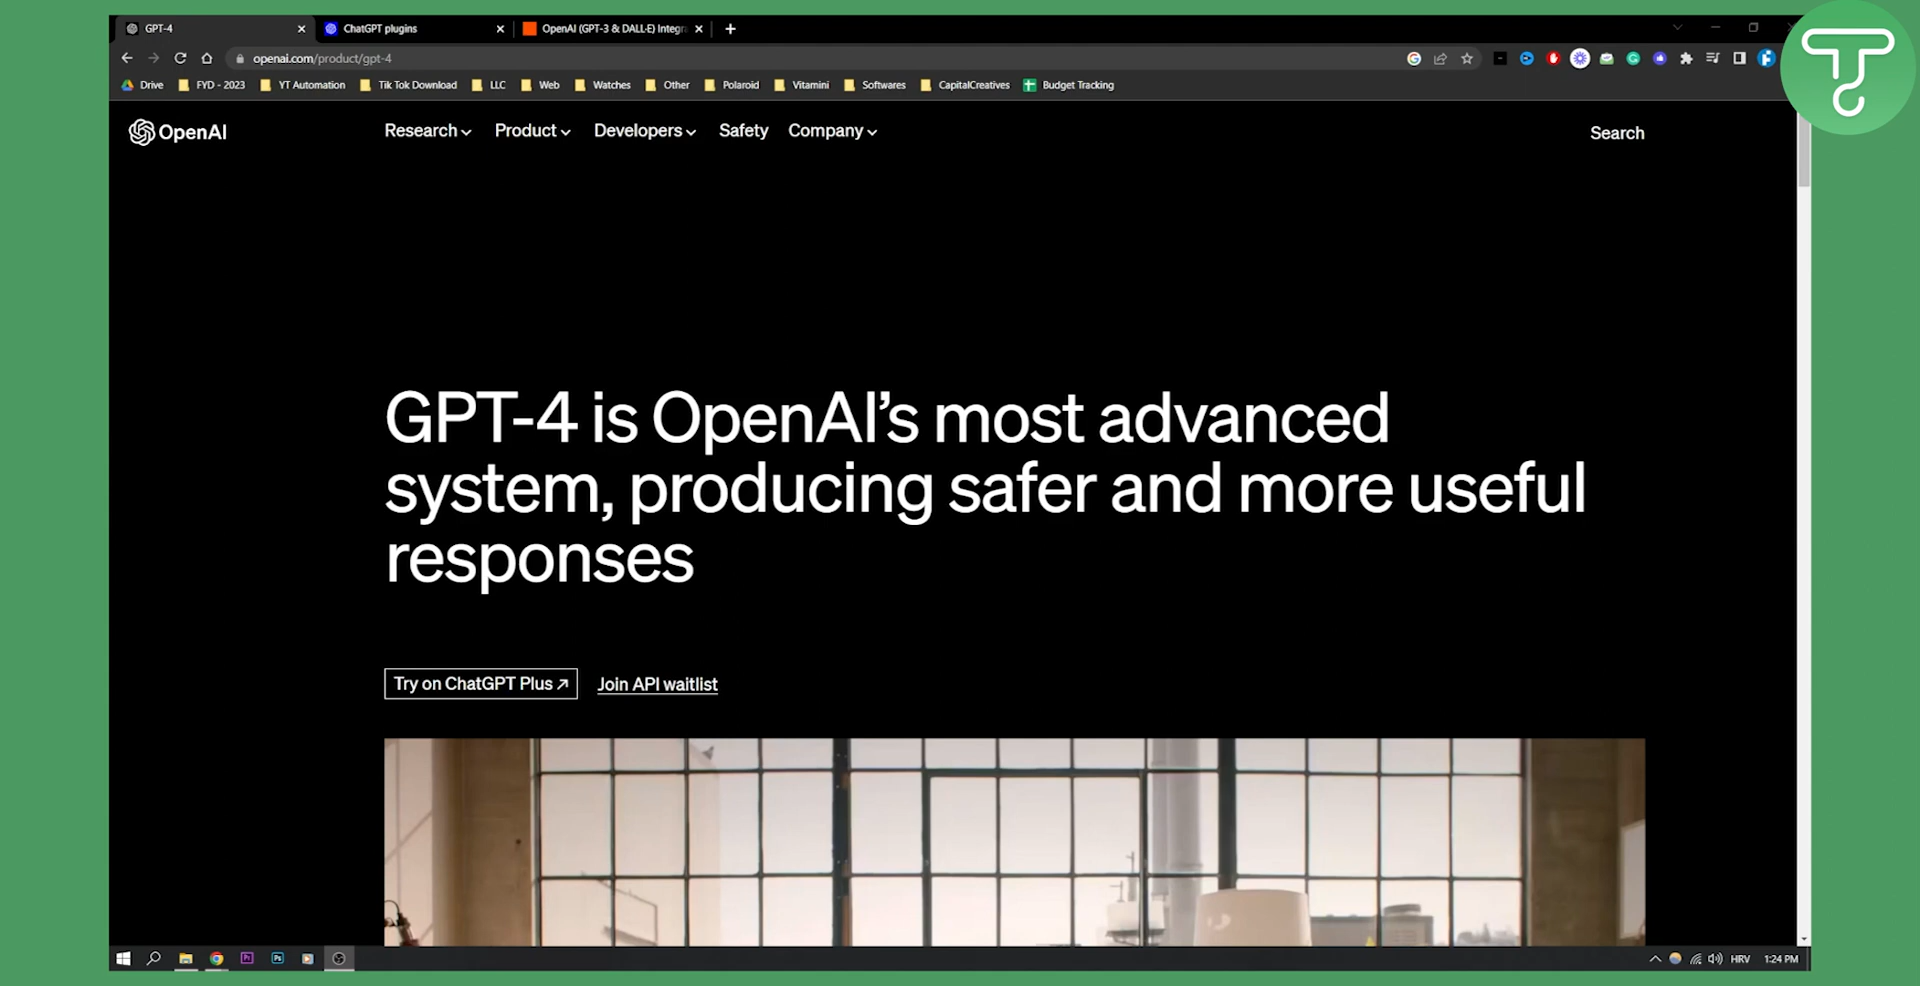 GPT-4
ChatGPT plugins
OpenAI (GPT-3 & DALL·E) Integra
openai.com/product/gpt-4
Drive
FYD - 2023
YT Automation
Tik Tok Download
LLC
Web
Watches
Other
Polaroid
Vitamini
Softwares
CapitalCreatives
Budget Tracking
OpenAI
Research
Product
Developers
Safety
Company
Search
GPT-4 is OpenAI's most advanced
system, producing safer and more useful
responses
Try on ChatGPT Plus ↗
Join API waitlist
Pr
Ps
HRV
1:24 PM